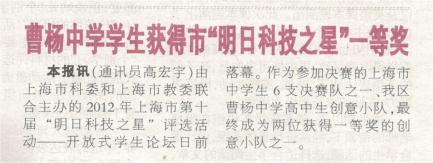 曹杨中学学生获得市“明日科技之星”一等奖
本报讯(通讯员高宏宇)由
上海市科委和上海市教委联
合主办的2012年上海市第十
届“明日科技之星”评选活
动——开放式学生论坛日前
落幕。作为参加决赛的上海市
中学生6支决赛队之一,我区
曹杨中学高中生创意小队,最
终成为两位获得一等奖的创
意小队之一。